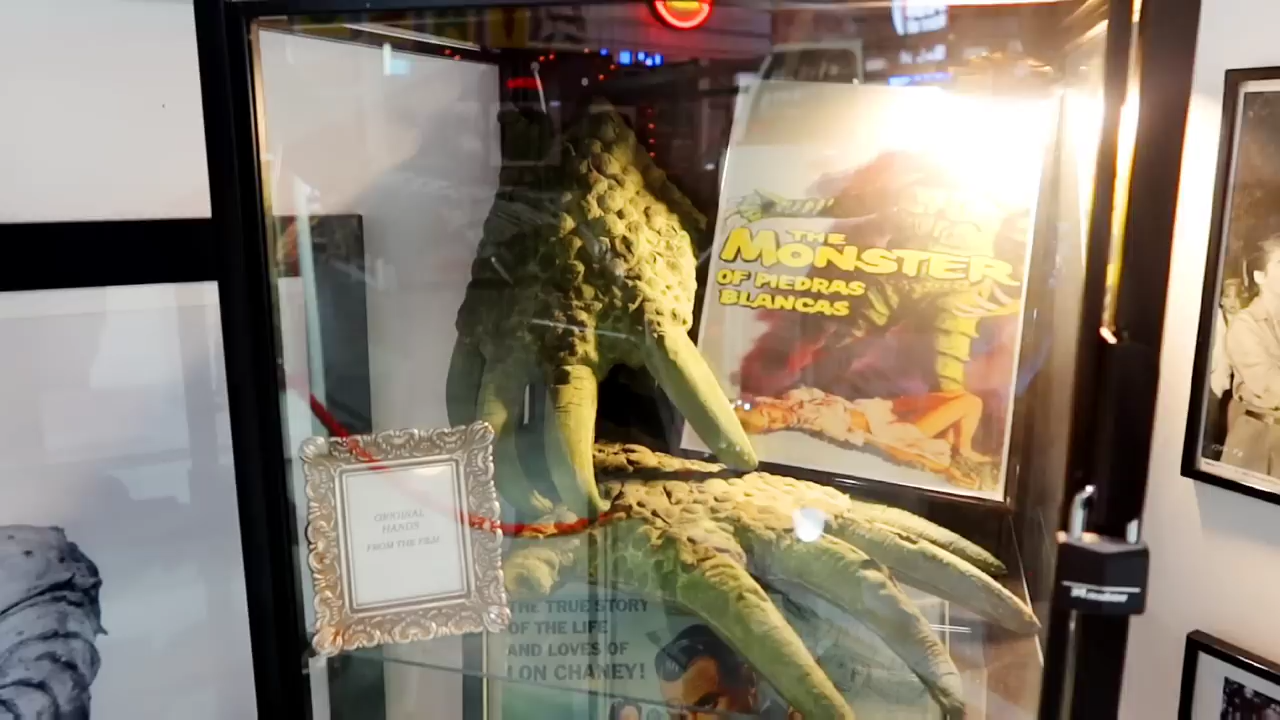 THE
MONSTER
OF PIEDRAS
BLANCAS
ORIGINAL
HANDS
FROM THE FILM
THE TRUE STORY
OF THE LIFE
AND LOVES OF
LON CHANEY!
Master